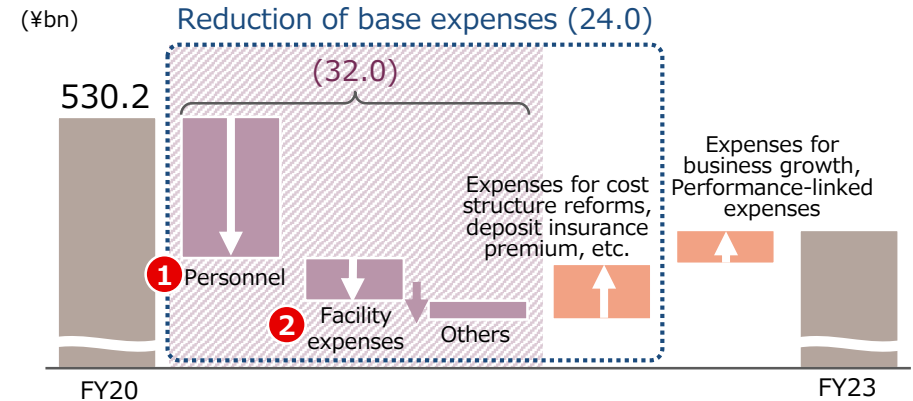 (¥bn)
Reduction of base expenses (24.0)
(32.0)
530.2
Expenses for
business growth,
Performance-linked
expenses
Expenses for cost
structure reforms,
deposit insurance
premium, etc.
1 Personnel
2 Facility
expenses
Others
FY20
FY23